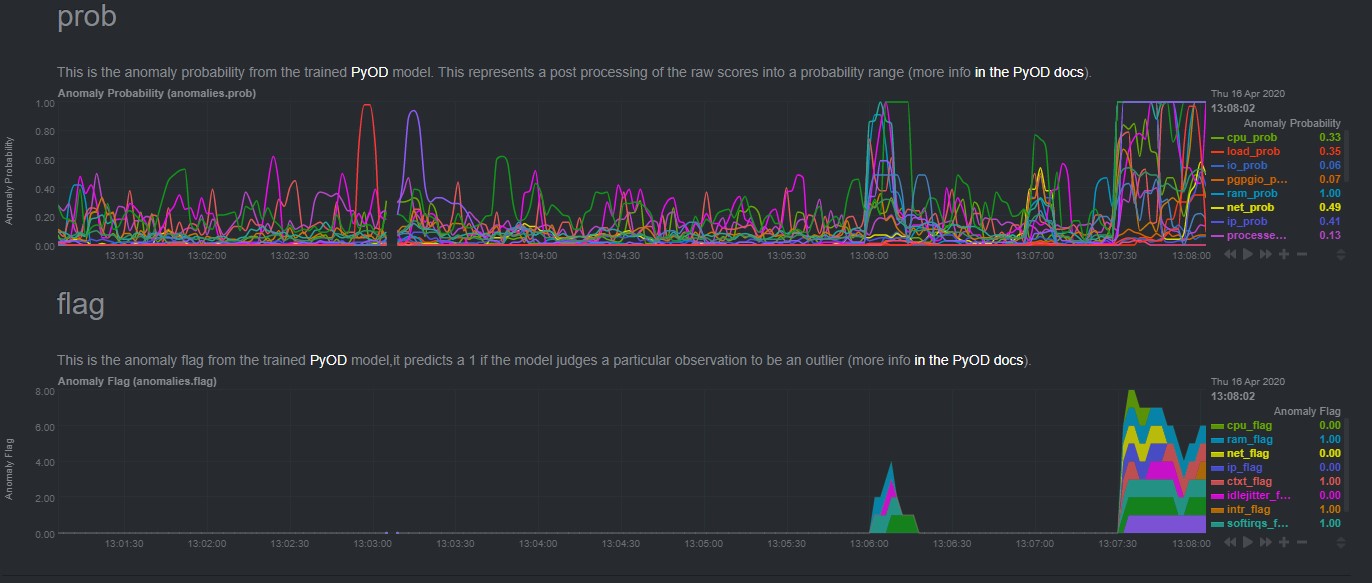 prob
This is the anomaly probability from the trained PyOD model. This represents a post processing of the raw scores into a probability range (more info in the PyOD docs).
Anomaly Probability (anomalies.prob)
Thu 16 Apr 2020
13:08:02
Anomaly Probability
1.00
0.80
0.60
0.40
0.20
0.00
Anomaly Probability
cpu_prob 0.33
load_prob 0.35
io_prob 0.06
pgpgio_p... 0.07
ram_prob 1.00
net_prob 0.49
ip_prob 0.41
processe... 0.13
13:01:30 13:02:00 13:02:30 13:03:00 13:03:30 13:04:00 13:04:30 13:05:00 13:05:30 13:06:00 13:06:30 13:07:00 13:07:30 13:08:00
flag
This is the anomaly flag from the trained PyOD model,it predicts a 1 if the model judges a particular observation to be an outlier (more info in the PyOD docs).
Anomaly Flag (anomalies.flag)
Thu 16 Apr 2020
13:08:02
Anomaly Flag
8.00
6.00
4.00
2.00
0.00
Anomaly Flag
cpu_flag 0.00
ram_flag 1.00
net_flag 0.00
ip_flag 0.00
ctxt_flag 1.00
idlejitter_f... 0.00
intr_flag 1.00
softirqs_f... 1.00
13:01:30 13:02:00 13:02:30 13:03:00 13:03:30 13:04:00 13:04:30 13:05:00 13:05:30 13:06:00 13:06:30 13:07:00 13:07:30 13:08:00